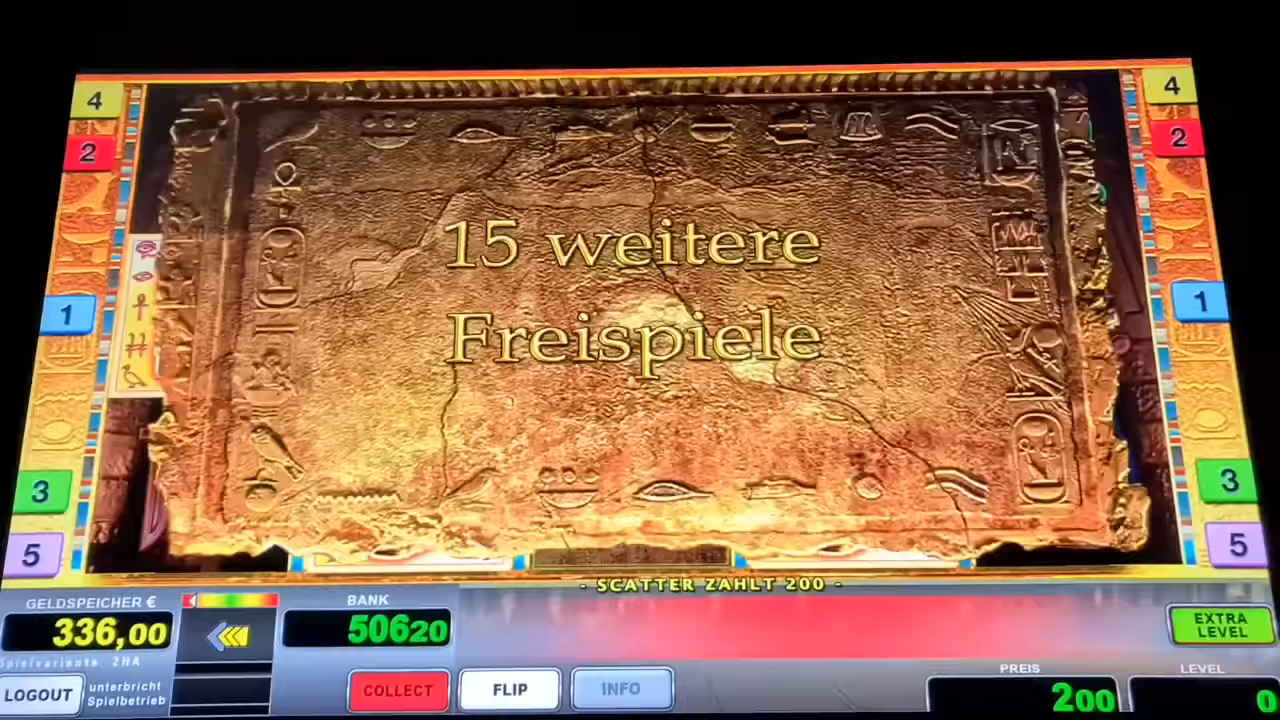 4
4
2
2
15 weitere
Freispiele
1
1
3
3
5
5
- SCATTER ZAHLT 200 -
GELDSPEICHER €
BANK
336,00
50620
EXTRA
LEVEL
Spielvariante 2HA
LOGOUT
unterbricht
Spielbetrieb
COLLECT
FLIP
INFO
PREIS
LEVEL
200
0